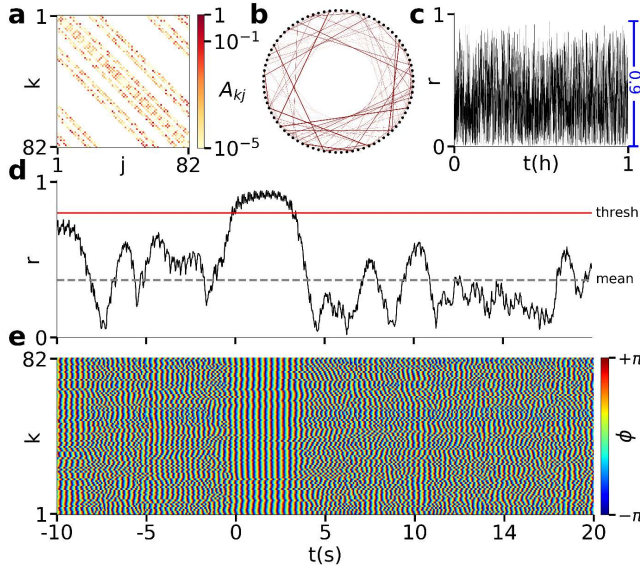 a
1
k
82
1
j
82
1
10⁻¹
A_kj
10⁻⁵
b
c
1
r
0
0
t(h)
1
0.9
d
1
r
0
thresh
mean
e
82
k
1
-10
-5
0
5
10
14
20
t(s)
+π
ϕ
−π